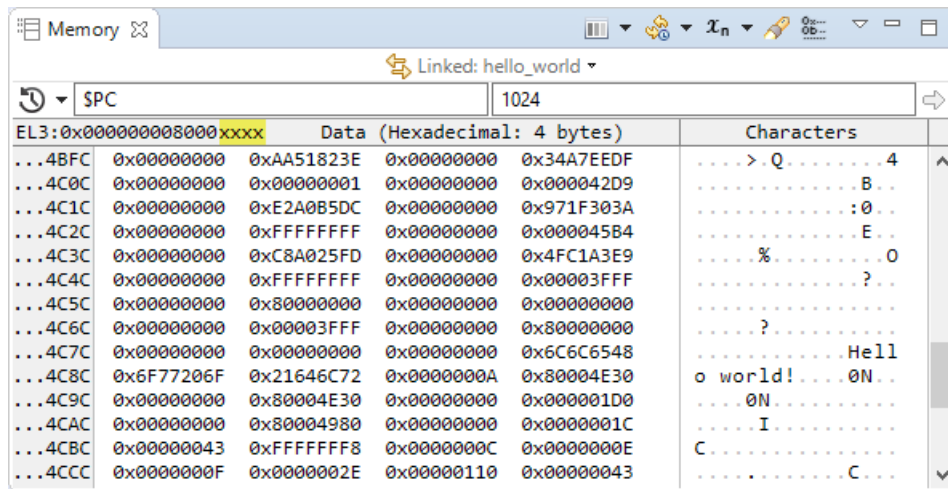 Memory
Linked: hello_world
$PC 1024
EL3:0x000000008000xxxx Data (Hexadecimal: 4 bytes) Characters
...4BFC 0x00000000 0xAA51823E 0x00000000 0x34A7EEDF ....>.Q.........4
...4C0C 0x00000000 0x00000001 0x00000000 0x000042D9 .............B..
...4C1C 0x00000000 0xE2A0B5DC 0x00000000 0x971F303A ............:0..
...4C2C 0x00000000 0xFFFFFFFF 0x00000000 0x000045B4 .............E..
...4C3C 0x00000000 0xC8A025FD 0x00000000 0x4FC1A3E9 .....%.........O
...4C4C 0x00000000 0xFFFFFFFF 0x00000000 0x00003FFF .............?..
...4C5C 0x00000000 0x80000000 0x00000000 0x00000000 ................
...4C6C 0x00000000 0x00003FFF 0x00000000 0x80000000 .....?..........
...4C7C 0x00000000 0x00000000 0x00000000 0x6C6C6548 ............Hell
...4C8C 0x6F77206F 0x21646C72 0x0000000A 0x80004E30 o world!....0N..
...4C9C 0x00000000 0x80004E30 0x00000000 0x000001D0 ....0N..........
...4CAC 0x00000000 0x80004980 0x00000000 0x0000001C .....I..........
...4CBC 0x00000043 0xFFFFFFF8 0x0000000C 0x0000000E C...............
...4CCC 0x0000000F 0x0000002E 0x00000110 0x00000043 ............C...